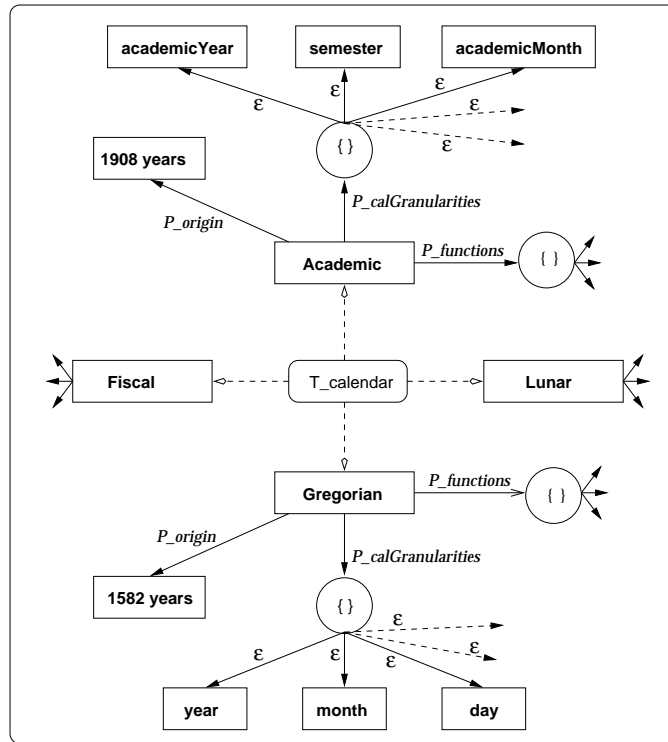 academicYear semester academicMonth
ε ε ε ε
ε
{ }
1908 years
P_origin P_calGranularities
P_functions
Academic { }
Fiscal T_calendar Lunar
Gregorian P_functions { }
P_origin
P_calGranularities
1582 years { }
ε
ε ε ε ε
year month day